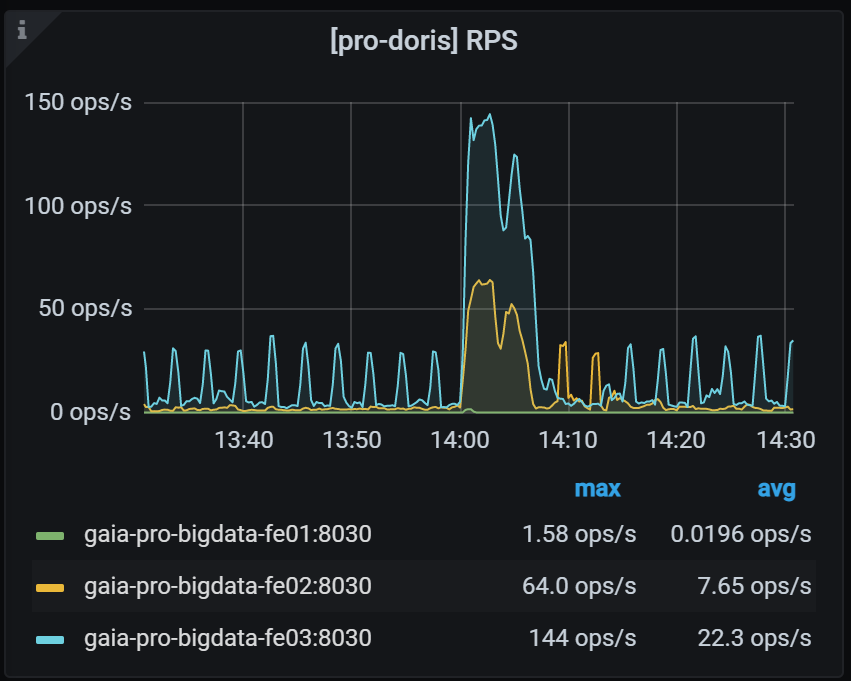 i
[pro-doris] RPS
150 ops/s
100 ops/s
50 ops/s
0 ops/s
13:40 13:50 14:00 14:10 14:20 14:30
max avg
gaia-pro-bigdata-fe01:8030 1.58 ops/s 0.0196 ops/s
gaia-pro-bigdata-fe02:8030 64.0 ops/s 7.65 ops/s
gaia-pro-bigdata-fe03:8030 144 ops/s 22.3 ops/s